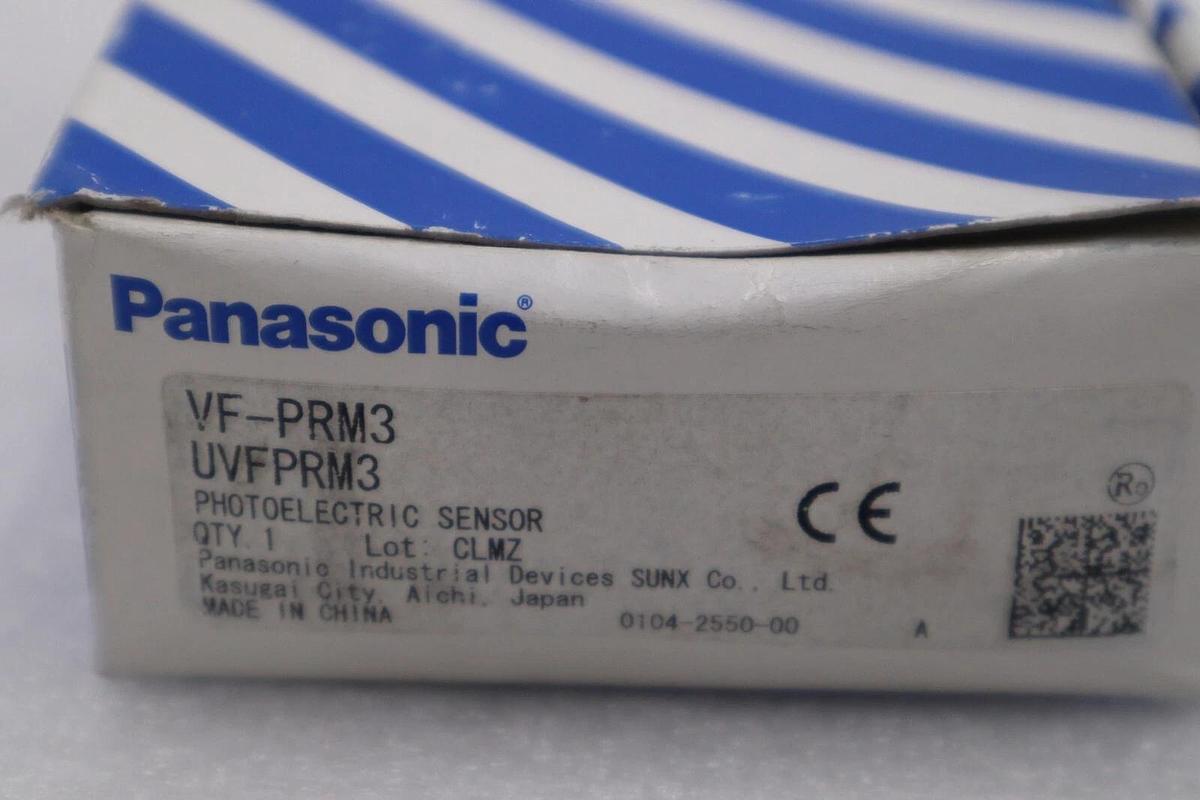 Panasonic®
VF-PRM3
UVFPRM3
PHOTOELECTRIC SENSOR
QTY.1 Lot: CLMZ
Panasonic Industrial Devices SUNX Co., Ltd.
Kasugai City, Aichi, Japan
MADE IN CHINA
0104-2550-00 A
CE
Ro